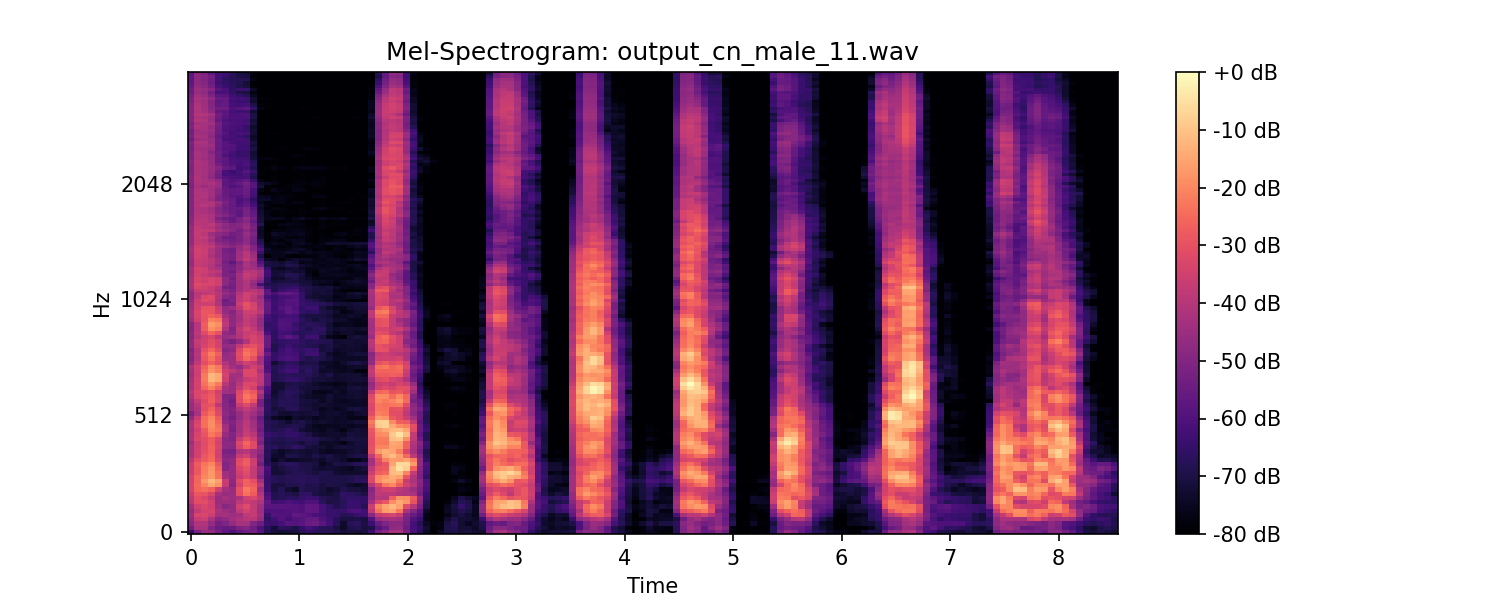 Mel-Spectrogram: output_cn_male_11.wav
+0 dB
-10 dB
-20 dB
-30 dB
-40 dB
-50 dB
-60 dB
-70 dB
-80 dB
Hz
2048
1024
512
0
0 1 2 3 4 5 6 7 8
Time